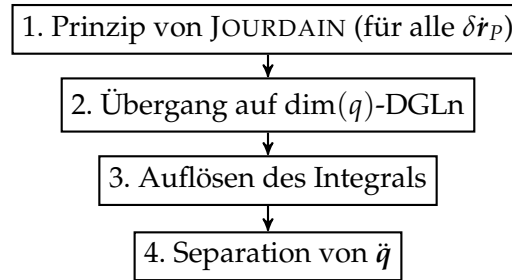 1. Prinzip von JOURDAIN (für alle δṙ_P)
2. Übergang auf dim(q)-DGLn
3. Auflösen des Integrals
4. Separation von q̈